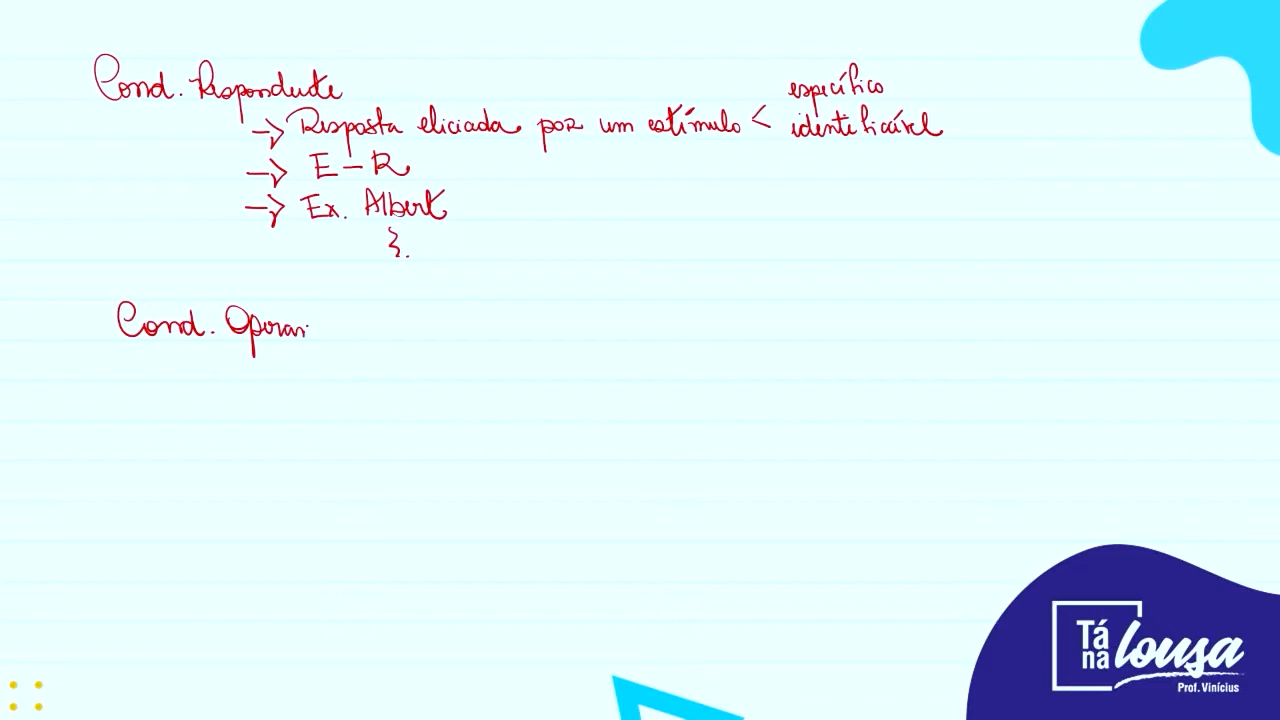 Cond. Respondente
específico
→ Resposta eliciada por um estímulo < identificável
→ E – R
→ Ex. Albert
Cond. Operan
Tá
na lousa
Prof. Vinícius